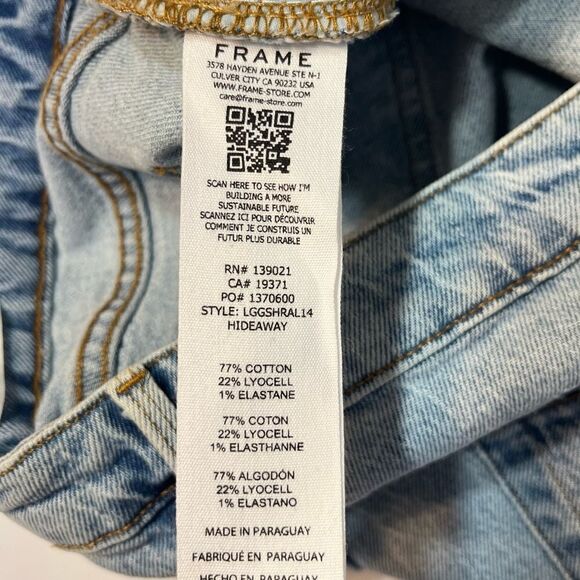 FRAME
3578 HAYDEN AVENUE STE N-1
CULVER CITY CA 90232 USA
WWW.FRAME-STORE.COM
care@frame-store.com
SCAN HERE TO SEE HOW I'M
BUILDING A MORE
SUSTAINABLE FUTURE
SCANNEZ ICI POUR DÉCOUVRIR
COMMENT JE CONSTRUIS UN
FUTUR PLUS DURABLE
RN# 139021
CA# 19371
PO# 1370600
STYLE: LGGSHRAL14
HIDEAWAY
77% COTTON
22% LYOCELL
1% ELASTANE
77% COTON
22% LYOCELL
1% ELASTHANNE
77% ALGODÓN
22% LYOCELL
1% ELASTANO
MADE IN PARAGUAY
FABRIQUÉ EN PARAGUAY
HECHO EN PARAGUAY